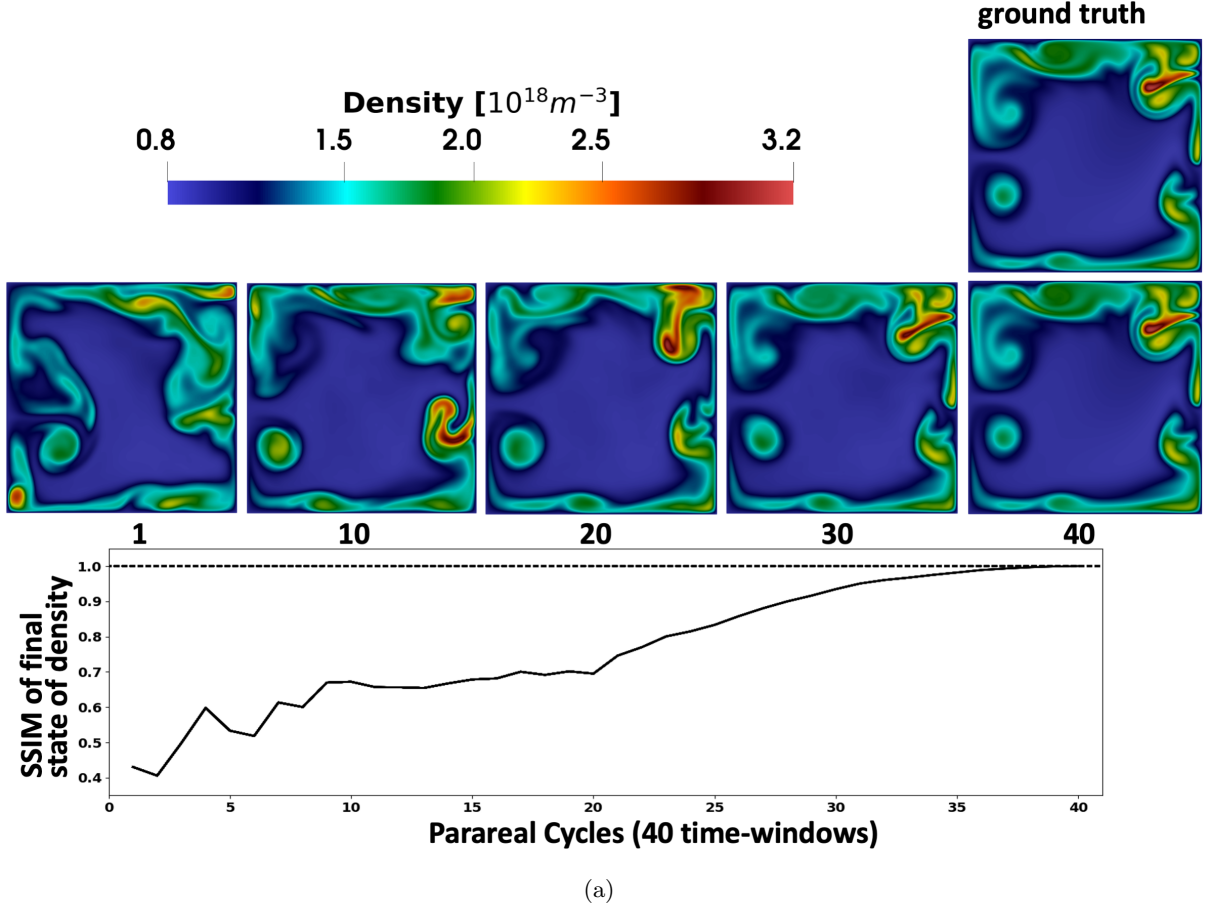 ground truth
Density [10^18 m^−3]
0.8 1.5 2.0 2.5 3.2
1 10 20 30 40
1.0
0.9
0.8
0.7
0.6
0.5
0.4
SSIM of final
state of density
0 5 10 15 20 25 30 35 40
Parareal Cycles (40 time-windows)
(a)